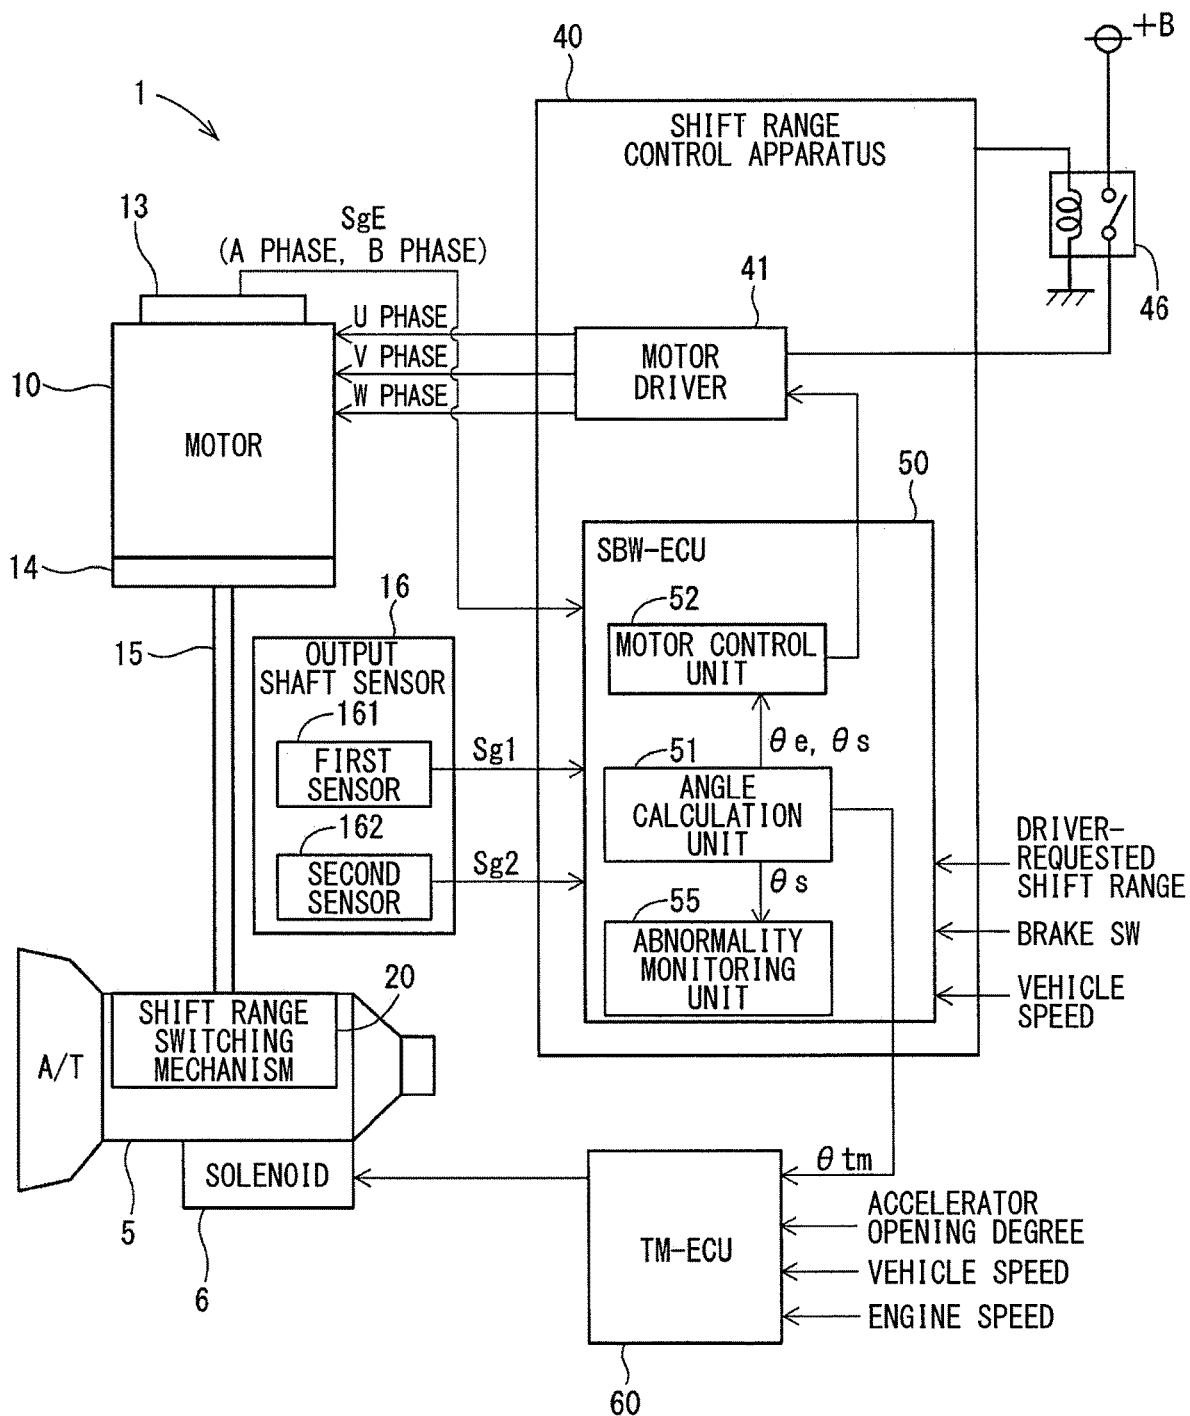 +B
40
1
SHIFT RANGE
CONTROL APPARATUS
13
SgE
(A PHASE, B PHASE)
41
46
U PHASE
V PHASE
W PHASE
MOTOR
DRIVER
10
MOTOR
50
14
SBW-ECU
16
52
15
OUTPUT
SHAFT SENSOR
MOTOR CONTROL
UNIT
161
Sg1
θe, θs
51
FIRST
SENSOR
ANGLE
CALCULATION
UNIT
162
Sg2
θs
SECOND
SENSOR
DRIVER-
REQUESTED
SHIFT RANGE
55
BRAKE SW
ABNORMALITY
MONITORING
UNIT
VEHICLE
SPEED
20
SHIFT RANGE
SWITCHING
MECHANISM
A/T
θtm
SOLENOID
5
6
TM-ECU
ACCELERATOR
OPENING DEGREE
VEHICLE SPEED
ENGINE SPEED
60